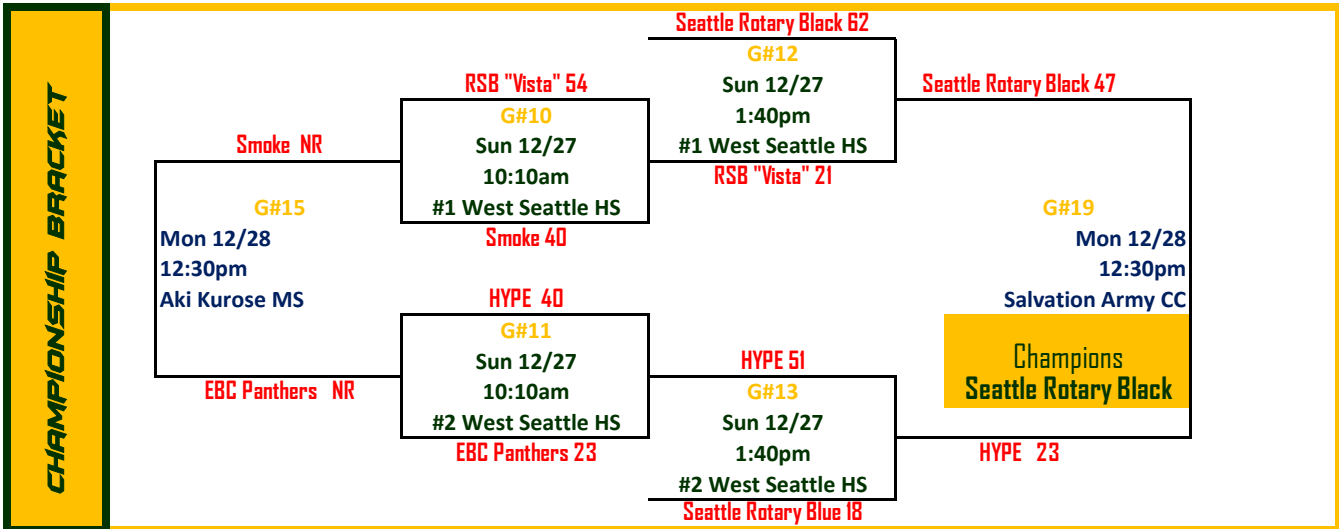 CHAMPIONSHIP BRACKET
Smoke NR
G#15
Mon 12/28
12:30pm
Aki Kurose MS
EBC Panthers NR
RSB "Vista" 54
G#10
Sun 12/27
10:10am
#1 West Seattle HS
Smoke 40
HYPE 40
G#11
Sun 12/27
10:10am
#2 West Seattle HS
EBC Panthers 23
Seattle Rotary Black 62
G#12
Sun 12/27
1:40pm
#1 West Seattle HS
RSB "Vista" 21
HYPE 51
G#13
Sun 12/27
1:40pm
#2 West Seattle HS
Seattle Rotary Blue 18
Seattle Rotary Black 47
G#19
Mon 12/28
12:30pm
Salvation Army CC
Champions
Seattle Rotary Black
HYPE 23